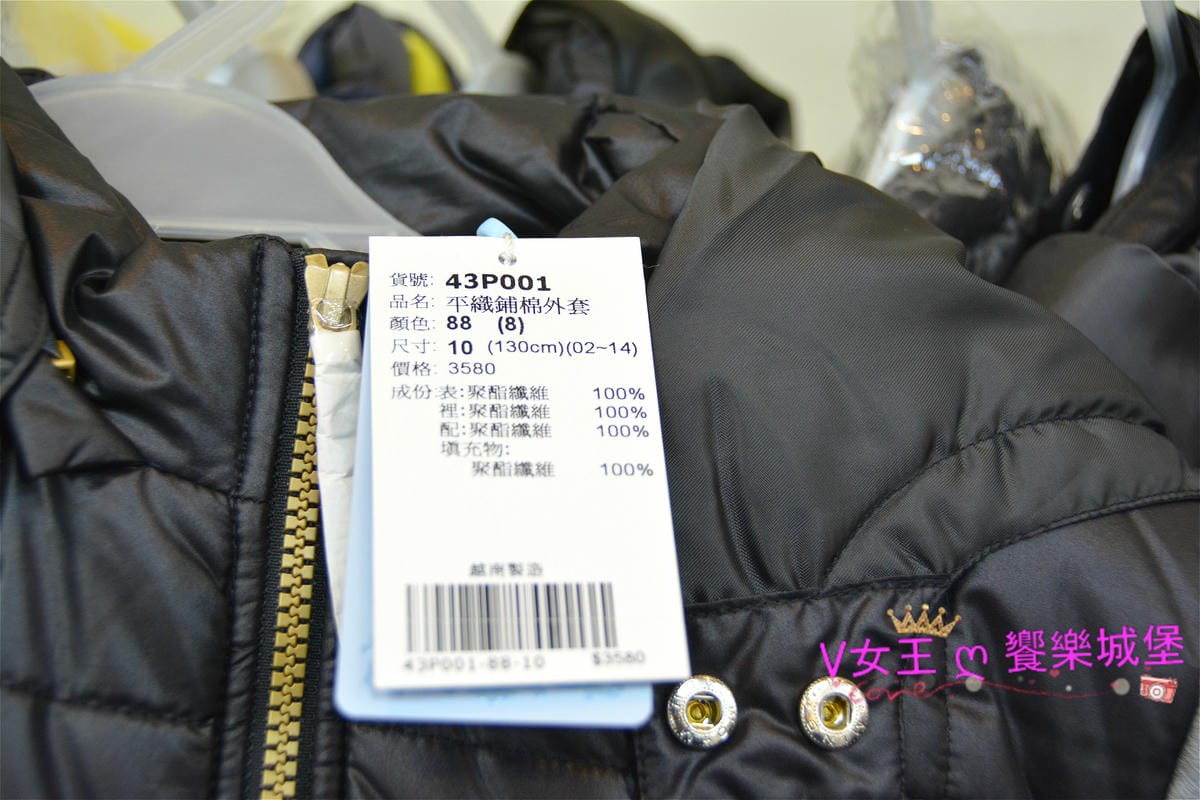 貨號: 43P001
品名: 平織鋪棉外套
顏色: 88 (8)
尺寸: 10 (130cm)(02~14)
價格: 3580
成份:表:聚酯纖維 100%
裡:聚酯纖維 100%
配:聚酯纖維 100%
填充物:
聚酯纖維 100%
越南製造
43P001-88-10 $3580
V女王ღ饗樂城堡
Love